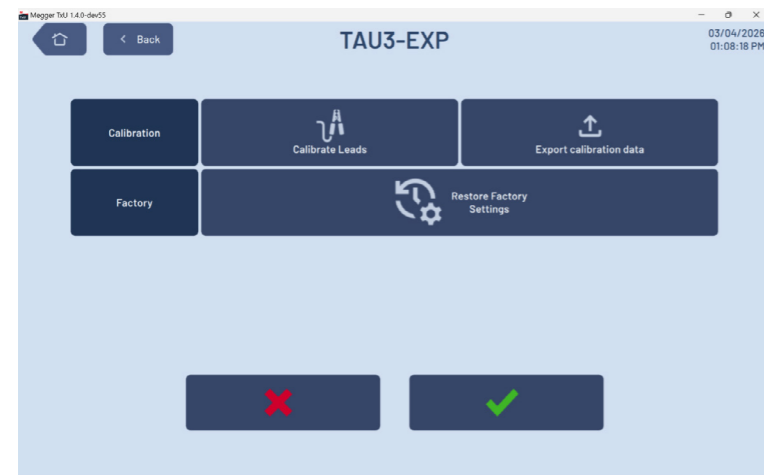 Megger TxU 1.4.0-dev55
Back
TAU3-EXP
03/04/2026
01:08:18 PM
Calibration
Calibrate Leads
Export calibration data
Factory
Restore Factory
Settings